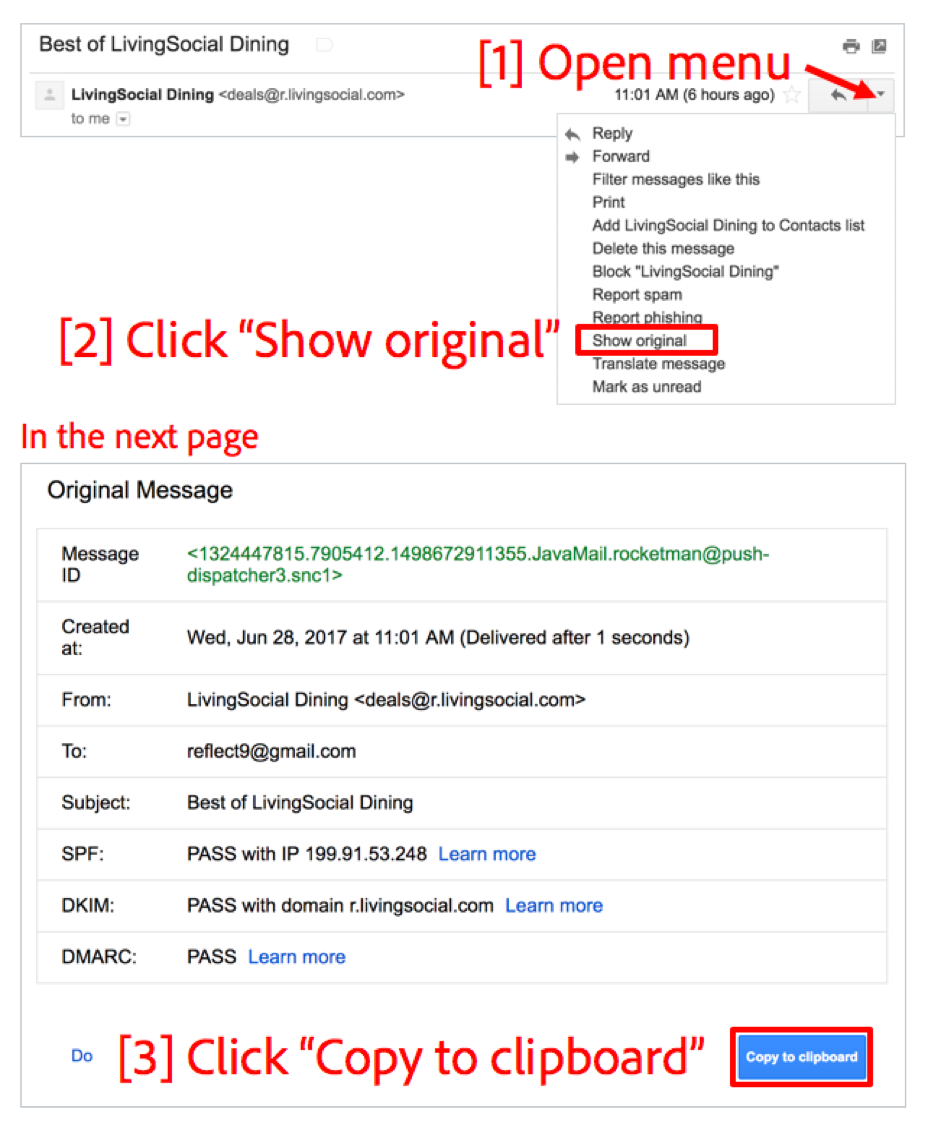 Best of LivingSocial Dining
[1] Open menu
LivingSocial Dining <deals@r.livingsocial.com>
11:01 AM (6 hours ago)
to me
Reply
Forward
Filter messages like this
Print
Add LivingSocial Dining to Contacts list
Delete this message
Block "LivingSocial Dining"
Report spam
Report phishing
[2] Click “Show original”
Show original
Translate message
Mark as unread
In the next page
Original Message
Message
ID
<1324447815.7905412.1498672911355.JavaMail.rocketman@push-
dispatcher3.snc1>
Created
at:
Wed, Jun 28, 2017 at 11:01 AM (Delivered after 1 seconds)
From:
LivingSocial Dining <deals@r.livingsocial.com>
To:
reflect9@gmail.com
Subject:
Best of LivingSocial Dining
SPF:
PASS with IP 199.91.53.248 Learn more
DKIM:
PASS with domain r.livingsocial.com Learn more
DMARC:
PASS Learn more
Do
[3] Click “Copy to clipboard”
Copy to clipboard